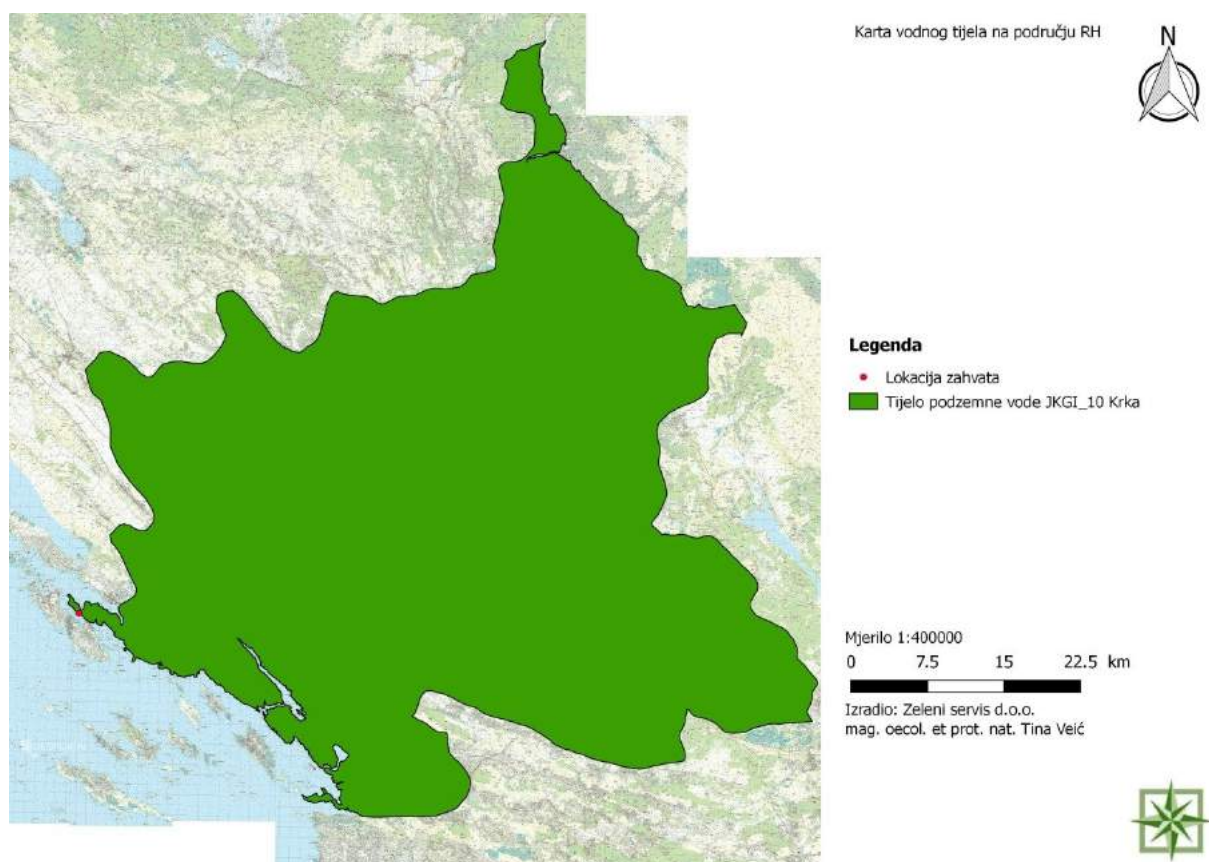 Karta vodnog tijela na području RH
N
Legenda
Lokacija zahvata
Tijelo podzemne vode JKGI_10 Krka
Mjerilo 1:400000
0 7.5 15 22.5 km
Izradio: Zeleni servis d.o.o.
mag. oecol. et prot. nat. Tina Veić